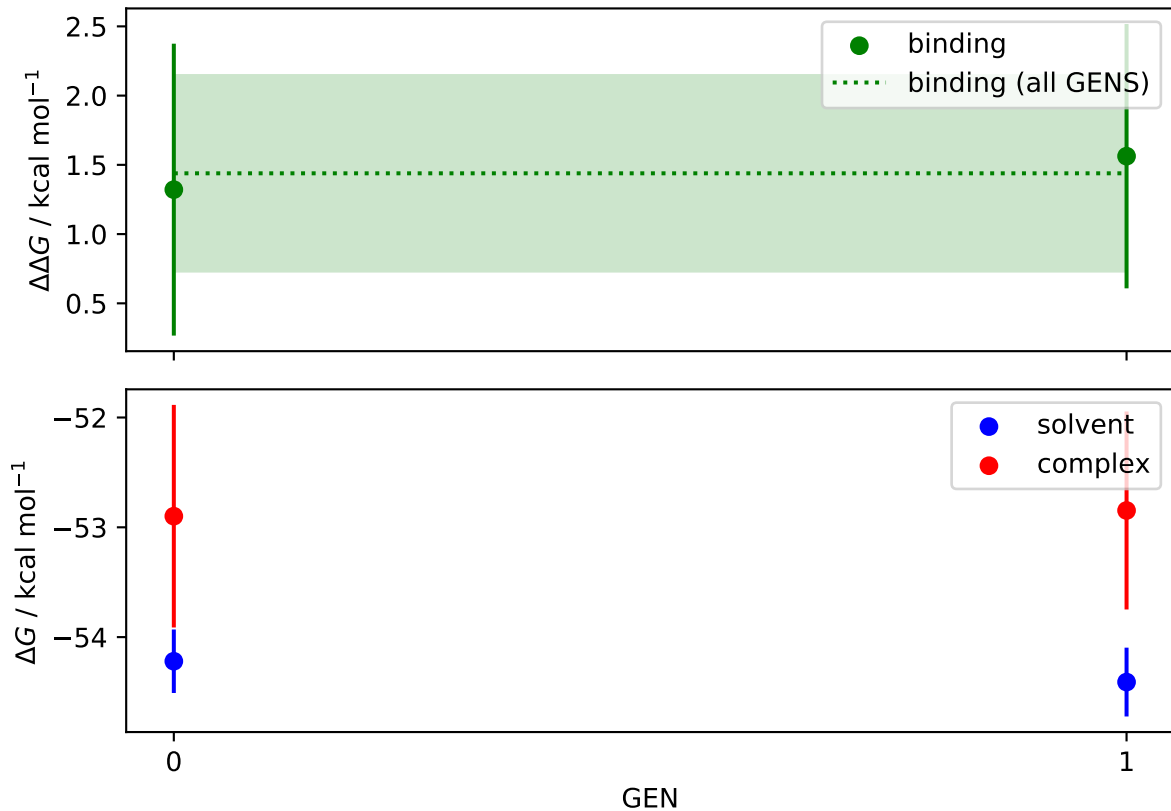 2.5
2.0
1.5
1.0
0.5
ΔΔG / kcal mol⁻¹
binding
binding (all GENS)
−52
−53
−54
ΔG / kcal mol⁻¹
solvent
complex
0
1
GEN